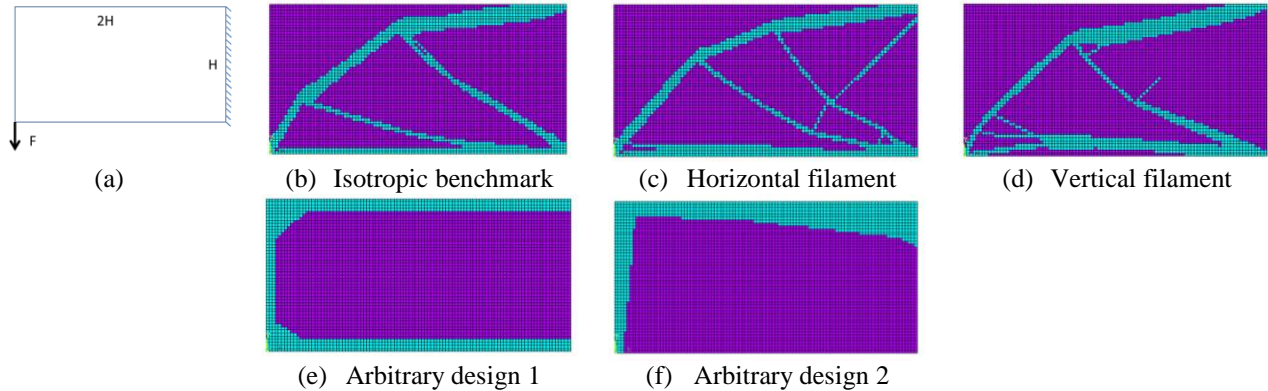 2H
H
F
(a)
(b) Isotropic benchmark
(c) Horizontal filament
(d) Vertical filament
(e) Arbitrary design 1
(f) Arbitrary design 2